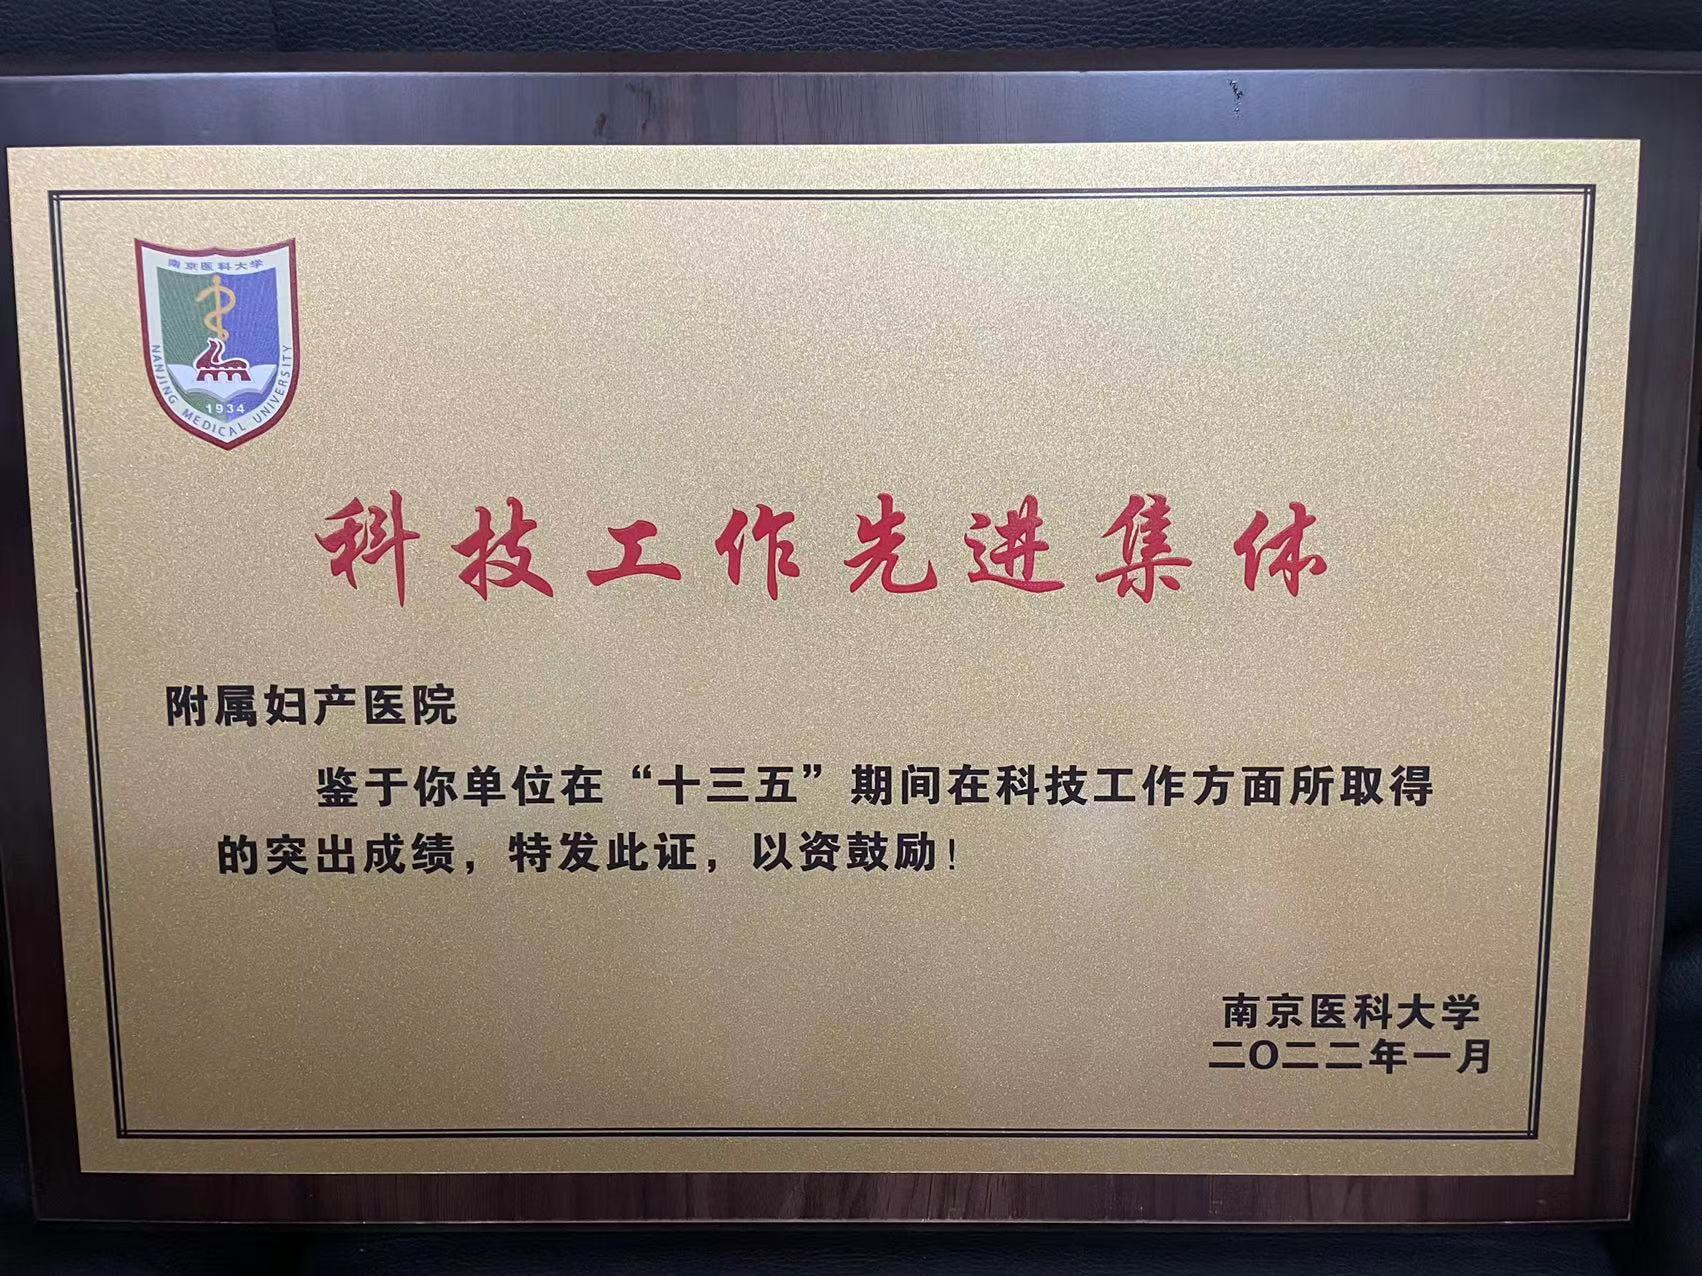 南京医科大学
1934
NANJING MEDICAL UNIVERSITY
科技工作先进集体
附属妇产医院
鉴于你单位在“十三五”期间在科技工作方面所取得
的突出成绩，特发此证，以资鼓励！
南京医科大学
二〇二二年一月